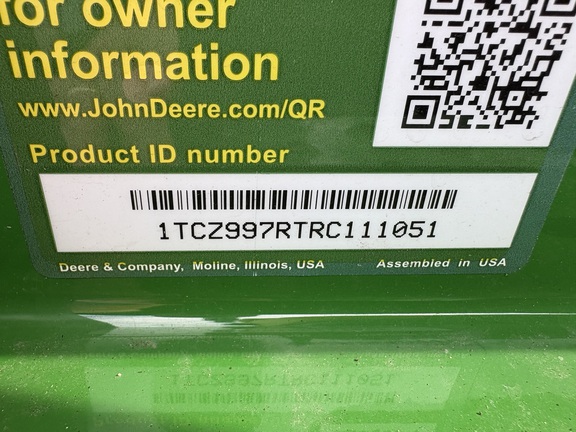 for owner
information
www.JohnDeere.com/QR
Product ID number
1TCZ997RTRC111051
Deere & Company, Moline, Illinois, USA
Assembled in USA
1TCZ997RTRC111051